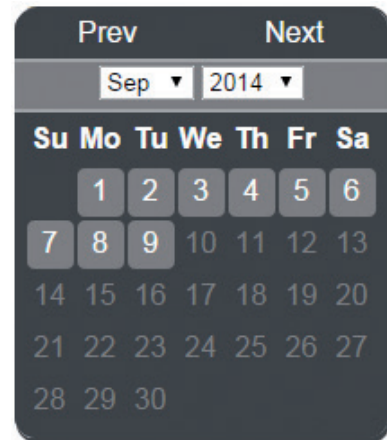 Prev Next
Sep ▼ 2014 ▼
Su Mo Tu We Th Fr Sa
1 2 3 4 5 6
7 8 9 10 11 12 13
14 15 16 17 18 19 20
21 22 23 24 25 26 27
28 29 30